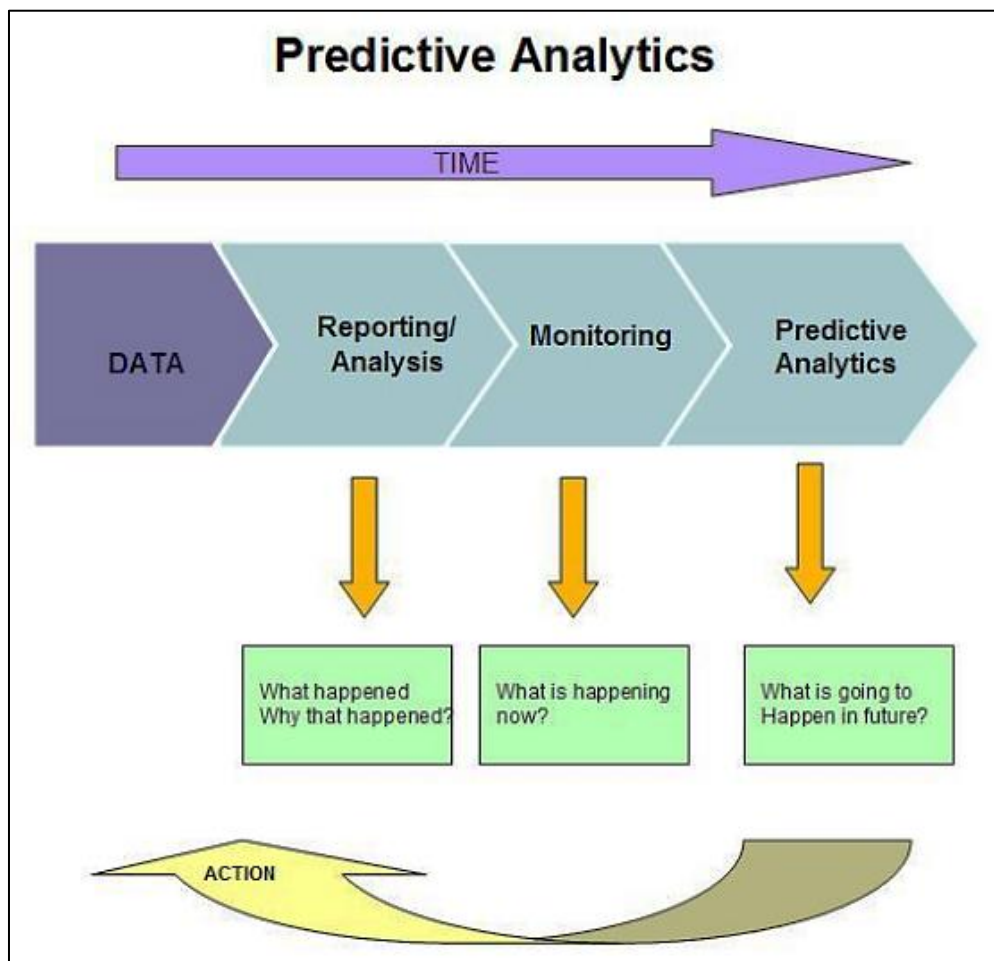 Predictive Analytics
TIME
DATA
Reporting/
Analysis
Monitoring
Predictive
Analytics
What happened
Why that happened?
What is happening
now?
What is going to
Happen in future?
ACTION